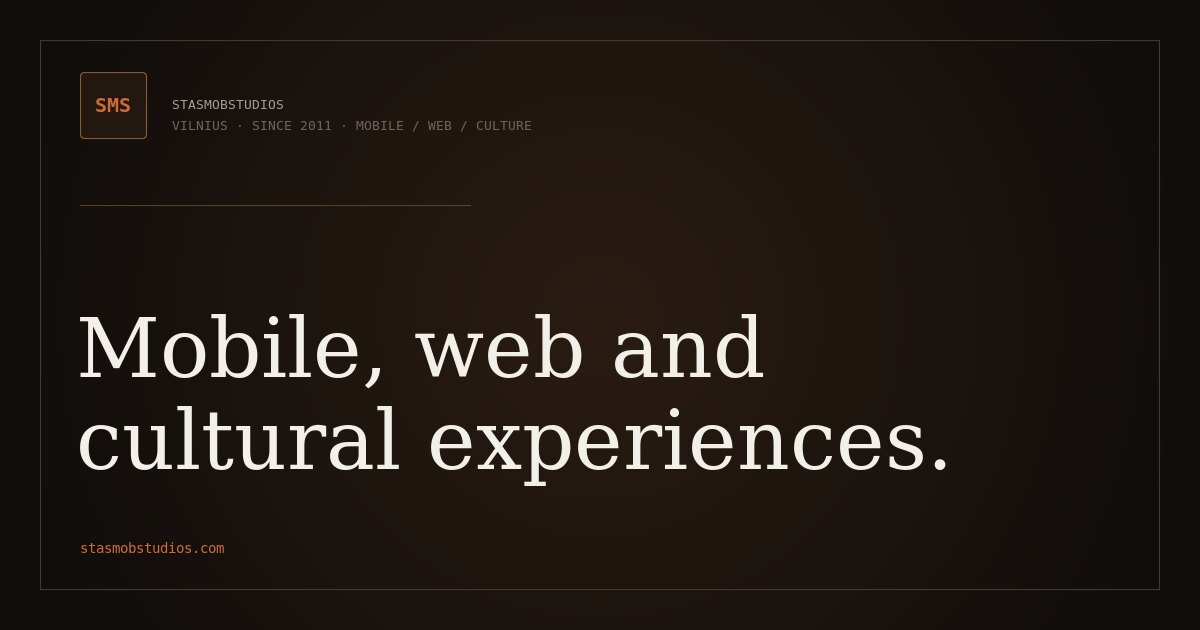 SMS
STASMOBSTUDIOS
VILNIUS · SINCE 2011 · MOBILE / WEB / CULTURE
Mobile, web and
cultural experiences.
stasmobstudios.com